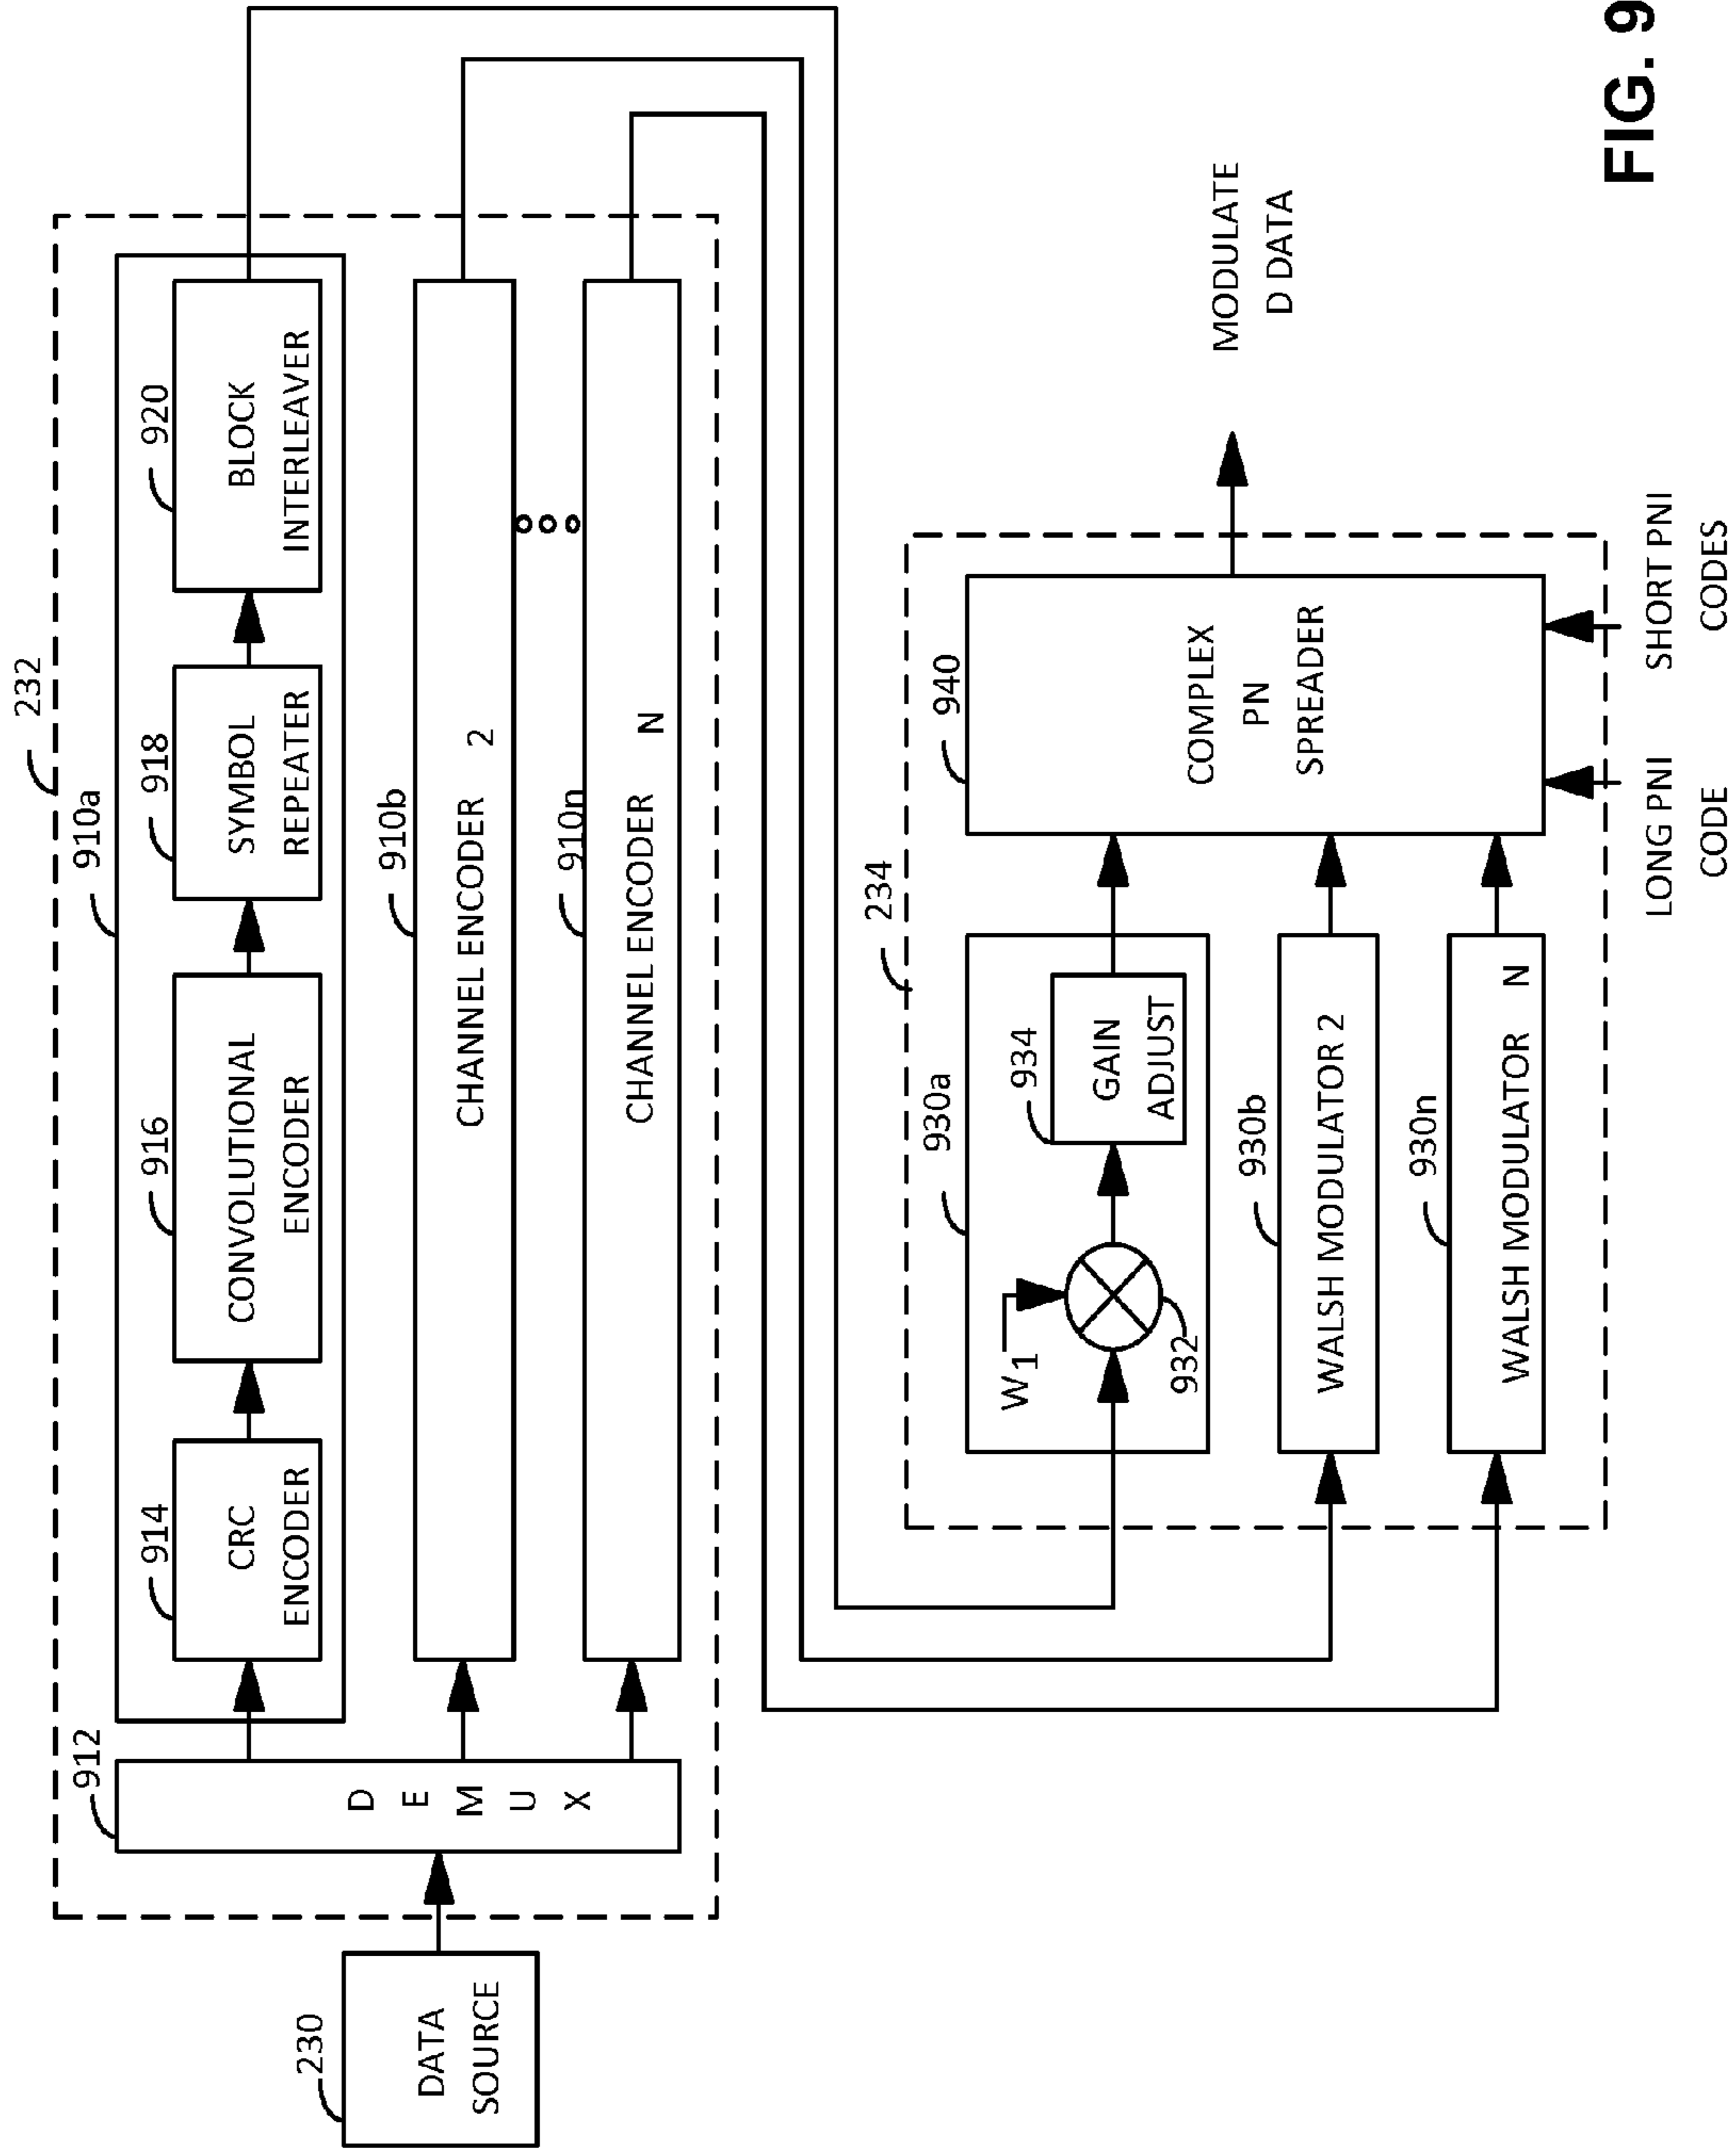 232
910a
912
914
916
918
920
CRC
ENCODER
CONVOLUTIONAL
ENCODER
SYMBOL
REPEATER
BLOCK
INTERLEAVER
230
DATA
SOURCE
D
E
M
U
X
910b
CHANNEL ENCODER 2
910n
CHANNEL ENCODER N
234
930a
940
W1
934
GAIN
ADJUST
932
COMPLEX
PN
SPREADER
MODULATE
D DATA
930b
WALSH MODULATOR 2
930n
WALSH MODULATOR N
LONG PNI
CODE
SHORT PNI
CODES
FIG. 9